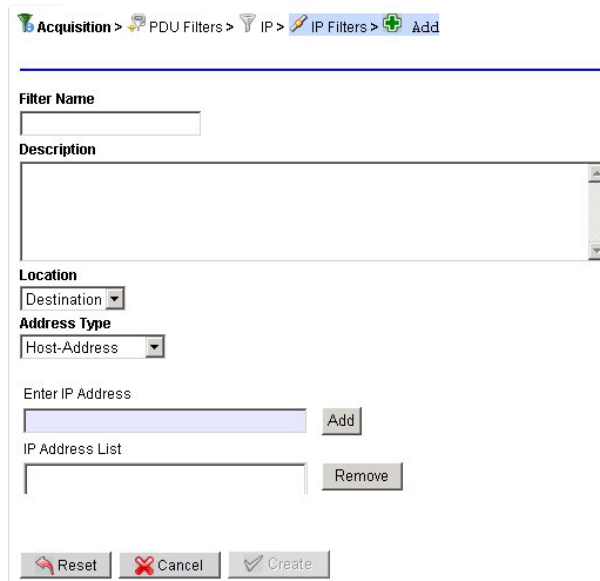 Acquisition > PDU Filters > IP > IP Filters > Add
Filter Name
Description
Location
Destination
Address Type
Host-Address
Enter IP Address
Add
IP Address List
Remove
Reset Cancel Create